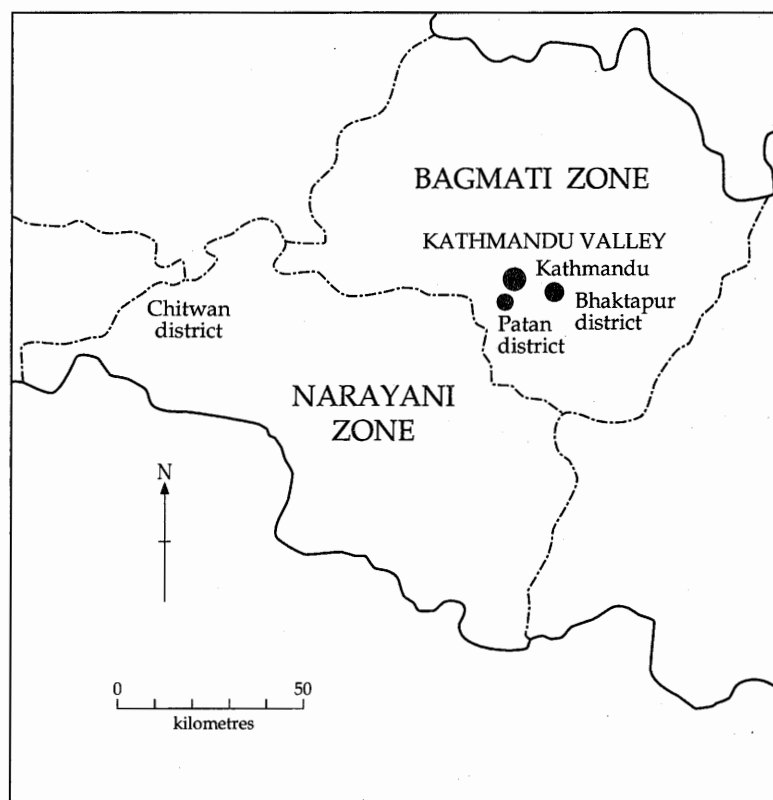 BAGMATI ZONE
KATHMANDU VALLEY
Kathmandu
Bhaktapur
district
Patan
district
Chitwan
district
NARAYANI
ZONE
N
0 50
kilometres